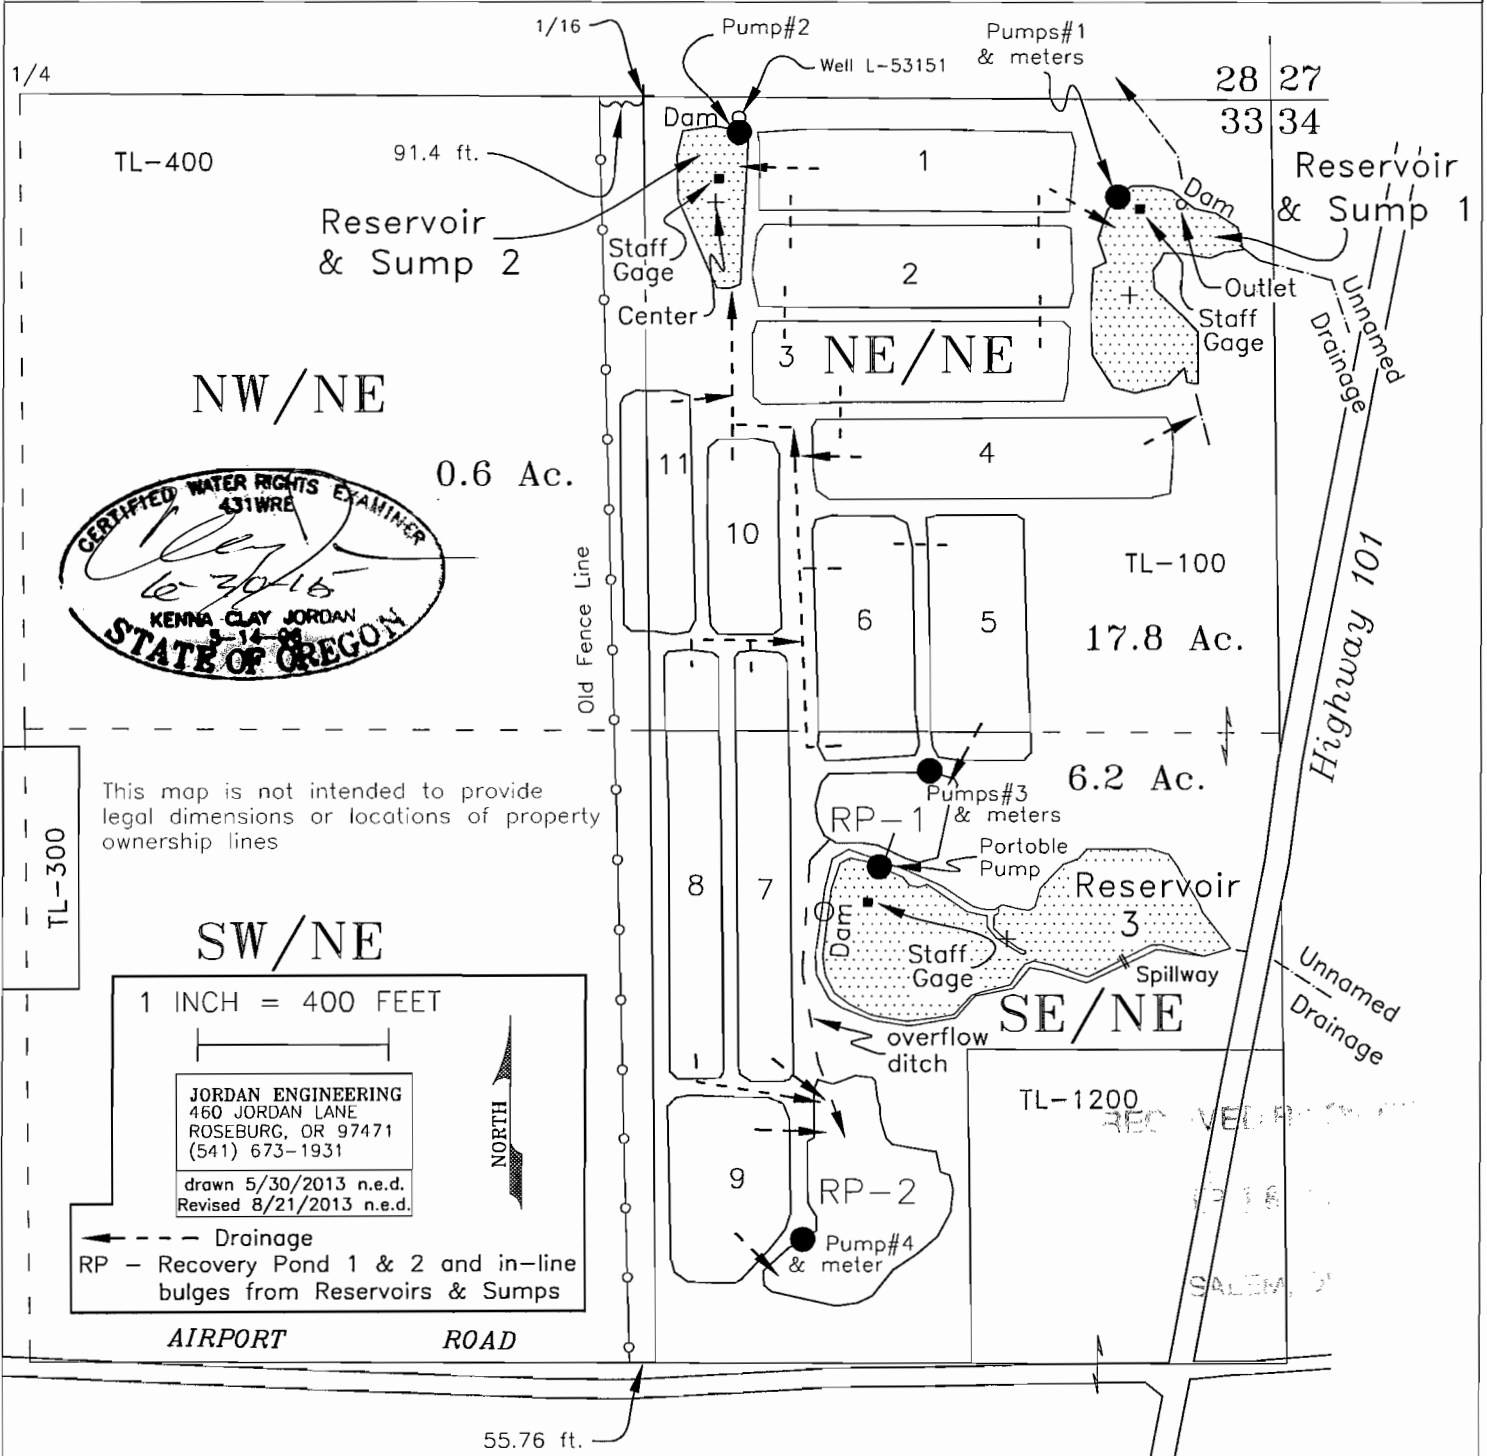 1/16
Pump#2
Pumps#1
& meters
Well L-53151
1/4
28 27
33 34
Dam
TL-400
91.4 ft.
1
Dam
Reservoir
& Sump 1
Reservoir
& Sump 2
Staff
Gage
2
Outlet
Center
Staff
Gage
Unnamed
Drainage
3
NE/NE
NW/NE
4
11
0.6 Ac.
10
CERTIFIED WATER RIGHTS EXAMINER
431WRE
6-30-15
KENNA CLAY JORDAN
STATE OF OREGON
Old Fence Line
6
5
TL-100
17.8 Ac.
Highway 101
6.2 Ac.
This map is not intended to provide
legal dimensions or locations of property
ownership lines
TL-300
Pumps#3
& meters
RP-1
Portoble
Pump
8
7
Reservoir
3
Dam
Staff
Gage
Spillway
SW/NE
SE/NE
Unnamed
Drainage
overflow
ditch
1 INCH = 400 FEET
JORDAN ENGINEERING
460 JORDAN LANE
ROSEBURG, OR 97471
(541) 673-1931
drawn 5/30/2013 n.e.d.
Revised 8/21/2013 n.e.d.
NORTH
TL-1200
9
RP-2
SALEM,
Pump#4
& meter
Drainage
RP - Recovery Pond 1 & 2 and in-line
bulges from Reservoirs & Sumps
AIRPORT ROAD
55.76 ft.